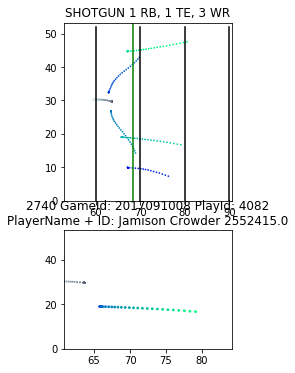 SHOTGUN 1 RB, 1 TE, 3 WR
50
40
30
20
10
0
60 70 80 90
2740 GameId: 2017091008 PlayId: 4082
PlayerName + ID: Jamison Crowder 2552415.0
40
20
0
65 70 75 80